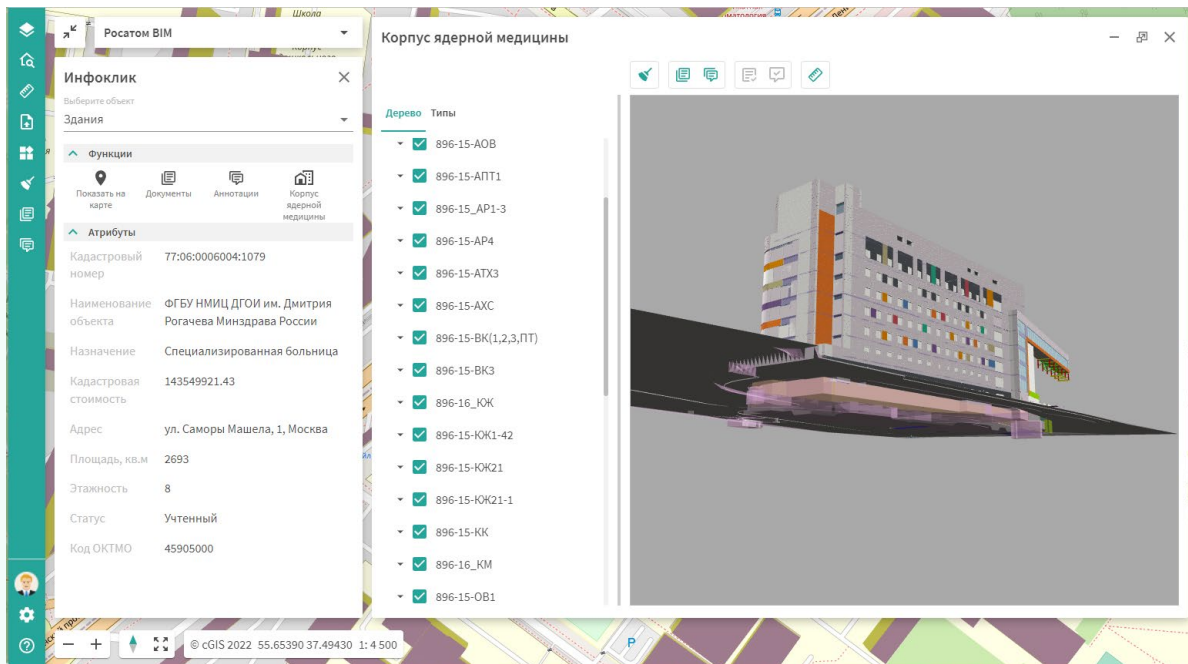 Школа
Росатом BIM
Инфоклик
Выберите объект
Здания
Функции
Показать на
карте
Документы
Аннотации
Корпус
ядерной
медицины
Атрибуты
Кадастровый
номер
77:06:0006004:1079
Наименование
объекта
ФГБУ НМИЦ ДГОИ им. Дмитрия
Рогачева Минздрава России
Назначение
Специализированная больница
Кадастровая
стоимость
143549921.43
Адрес
ул. Саморы Машела, 1, Москва
Площадь, кв.м
2693
Этажность
8
Статус
Учтенный
Код ОКТМО
45905000
© cGIS 2022 55.65390 37.49430 1: 4 500
Корпус ядерной медицины
Дерево Типы
896-15-АОВ
896-15-АПТ1
896-15_АР1-3
896-15-АР4
896-15-АТХ3
896-15-АХС
896-15-ВК(1,2,3,ПТ)
896-15-ВК3
896-16_КЖ
896-15-КЖ1-42
896-15-КЖ21
896-15-КЖ21-1
896-15-КК
896-16_КМ
896-15-ОВ1
P